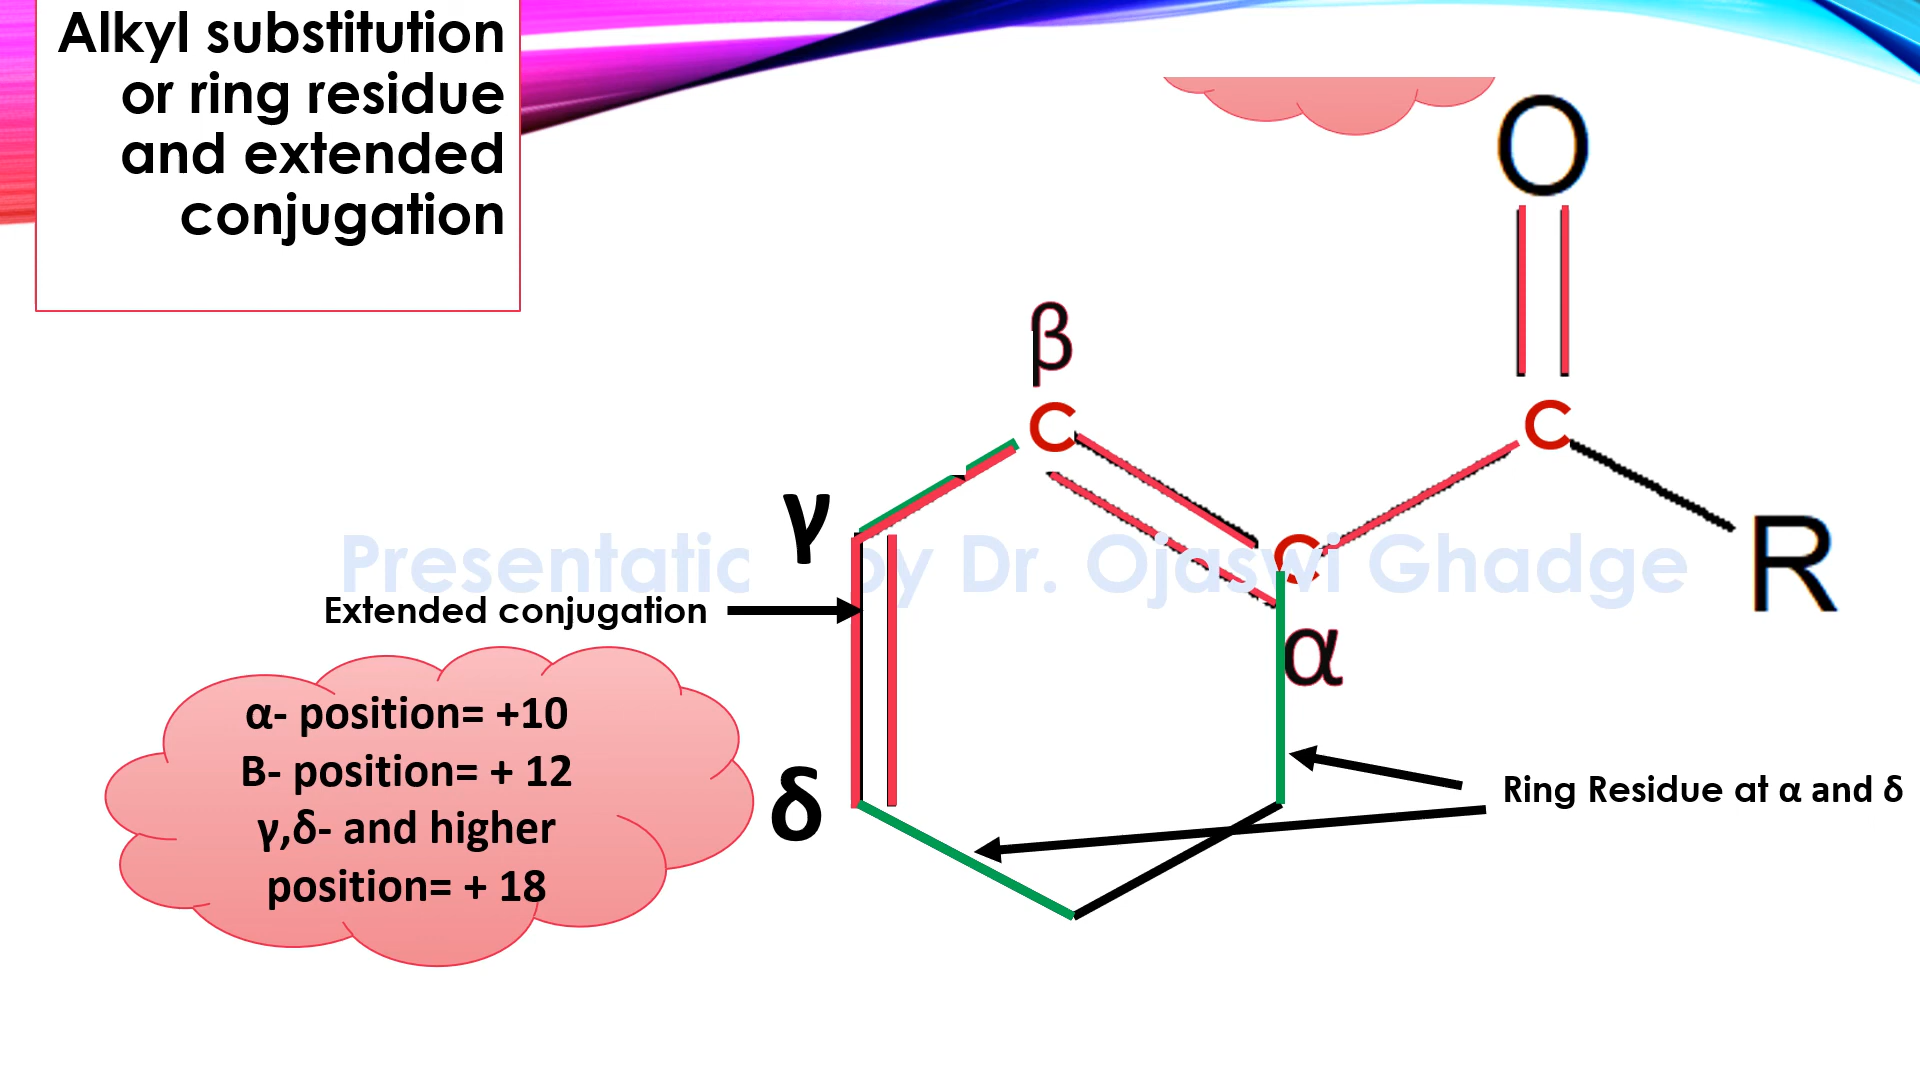 Alkyl substitution
or ring residue
and extended
conjugation
O
β
C
C
γ
C
R
Presentatic by Dr. Ojaswi Ghadge
Extended conjugation
α
α- position= +10
B- position= + 12
γ,δ- and higher
position= + 18
δ
Ring Residue at α and δ